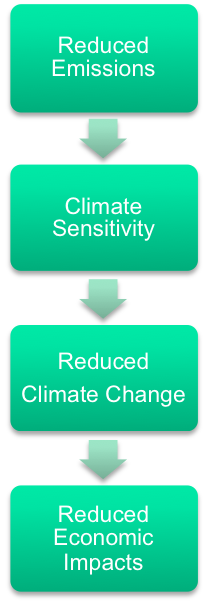 Reduced
Emissions
Climate
Sensitivity
Reduced
Climate Change
Reduced
Economic
Impacts